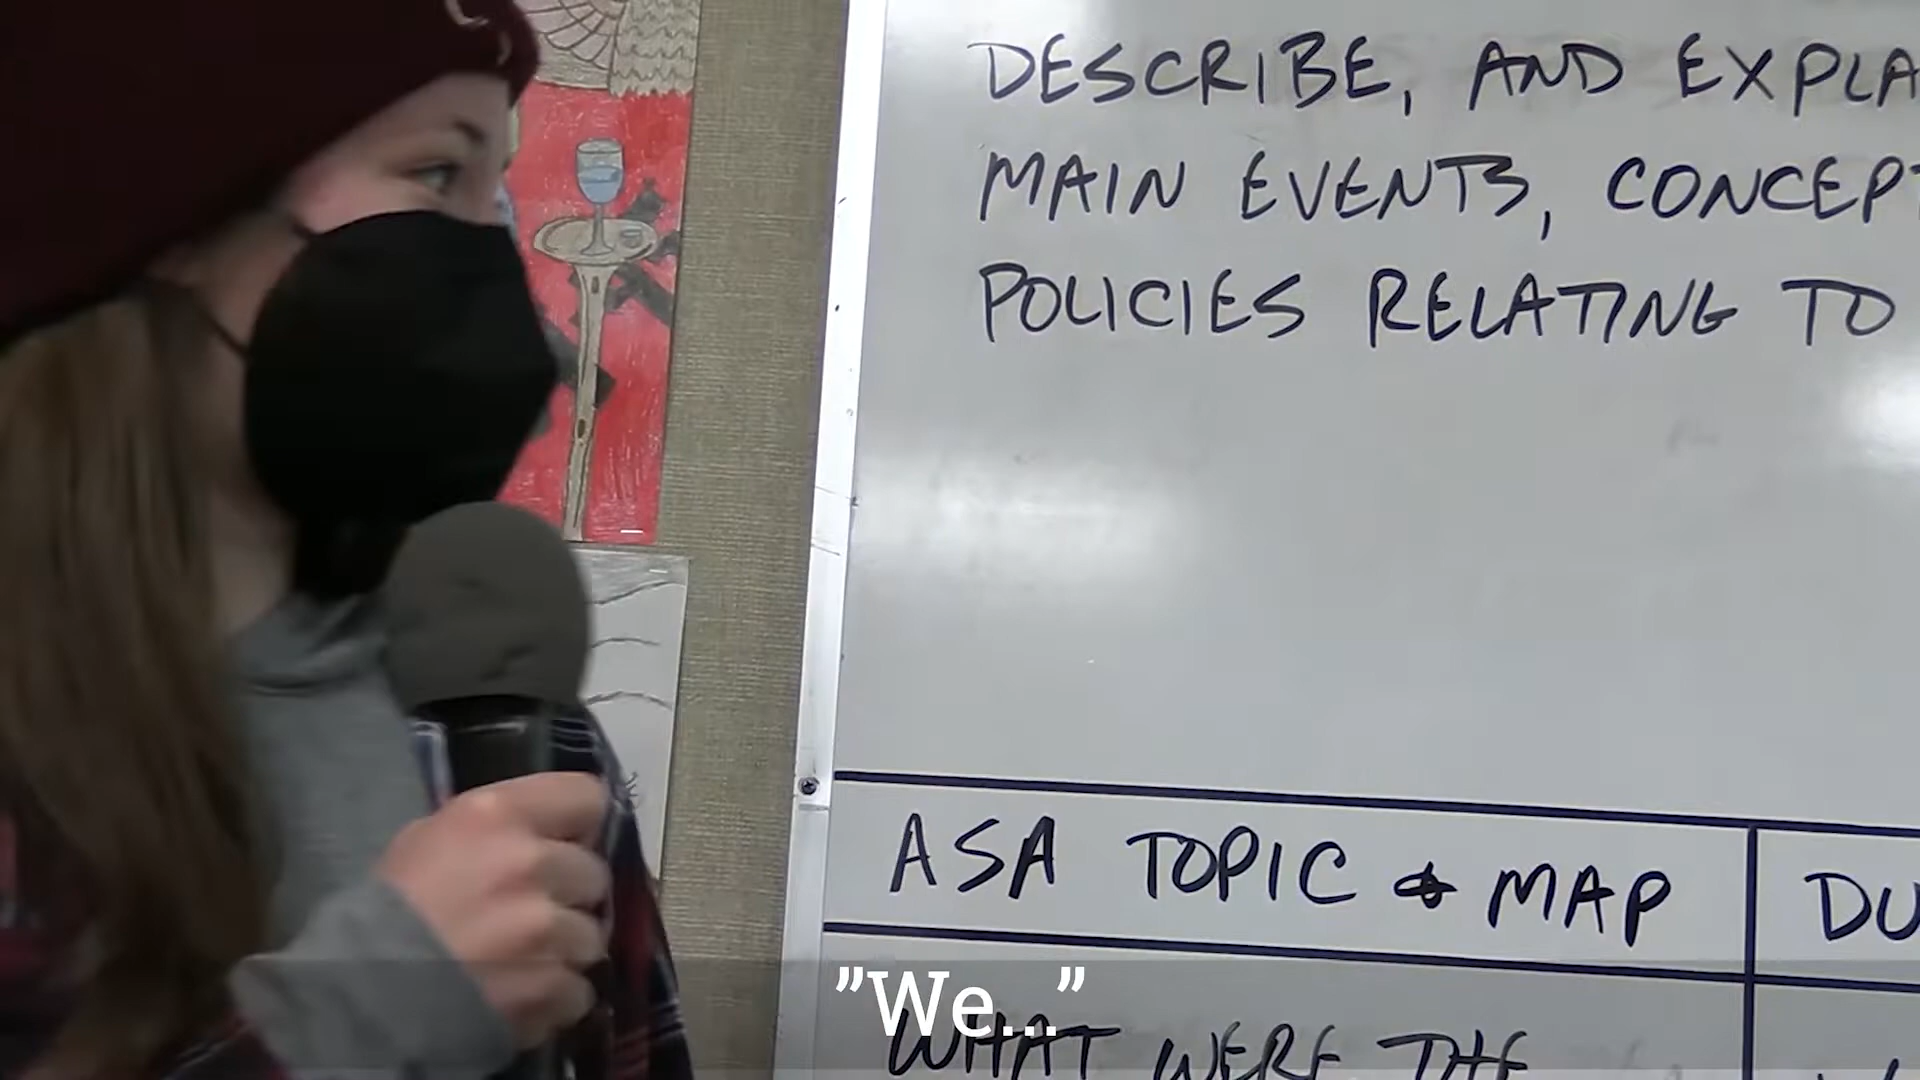 DESCRIBE, AND EXPLA
MAIN EVENTS, CONCEPT
POLICIES RELATING TO
ASA TOPIC & MAP
DU
"We..."
WHAT WERE THE